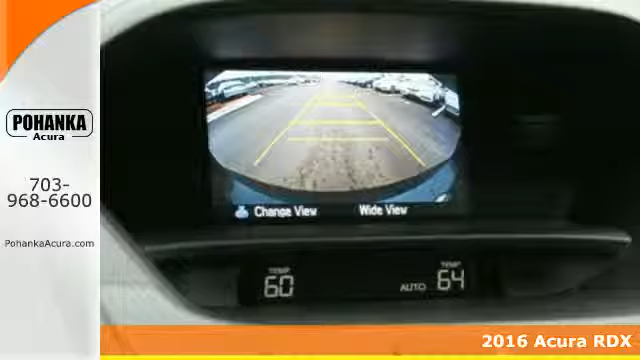 POHANKA
Acura
703-
968-6600
PohankaAcura.com
Change View
Wide View
TEMP
60
AUTO
TEMP
64
2016 Acura RDX